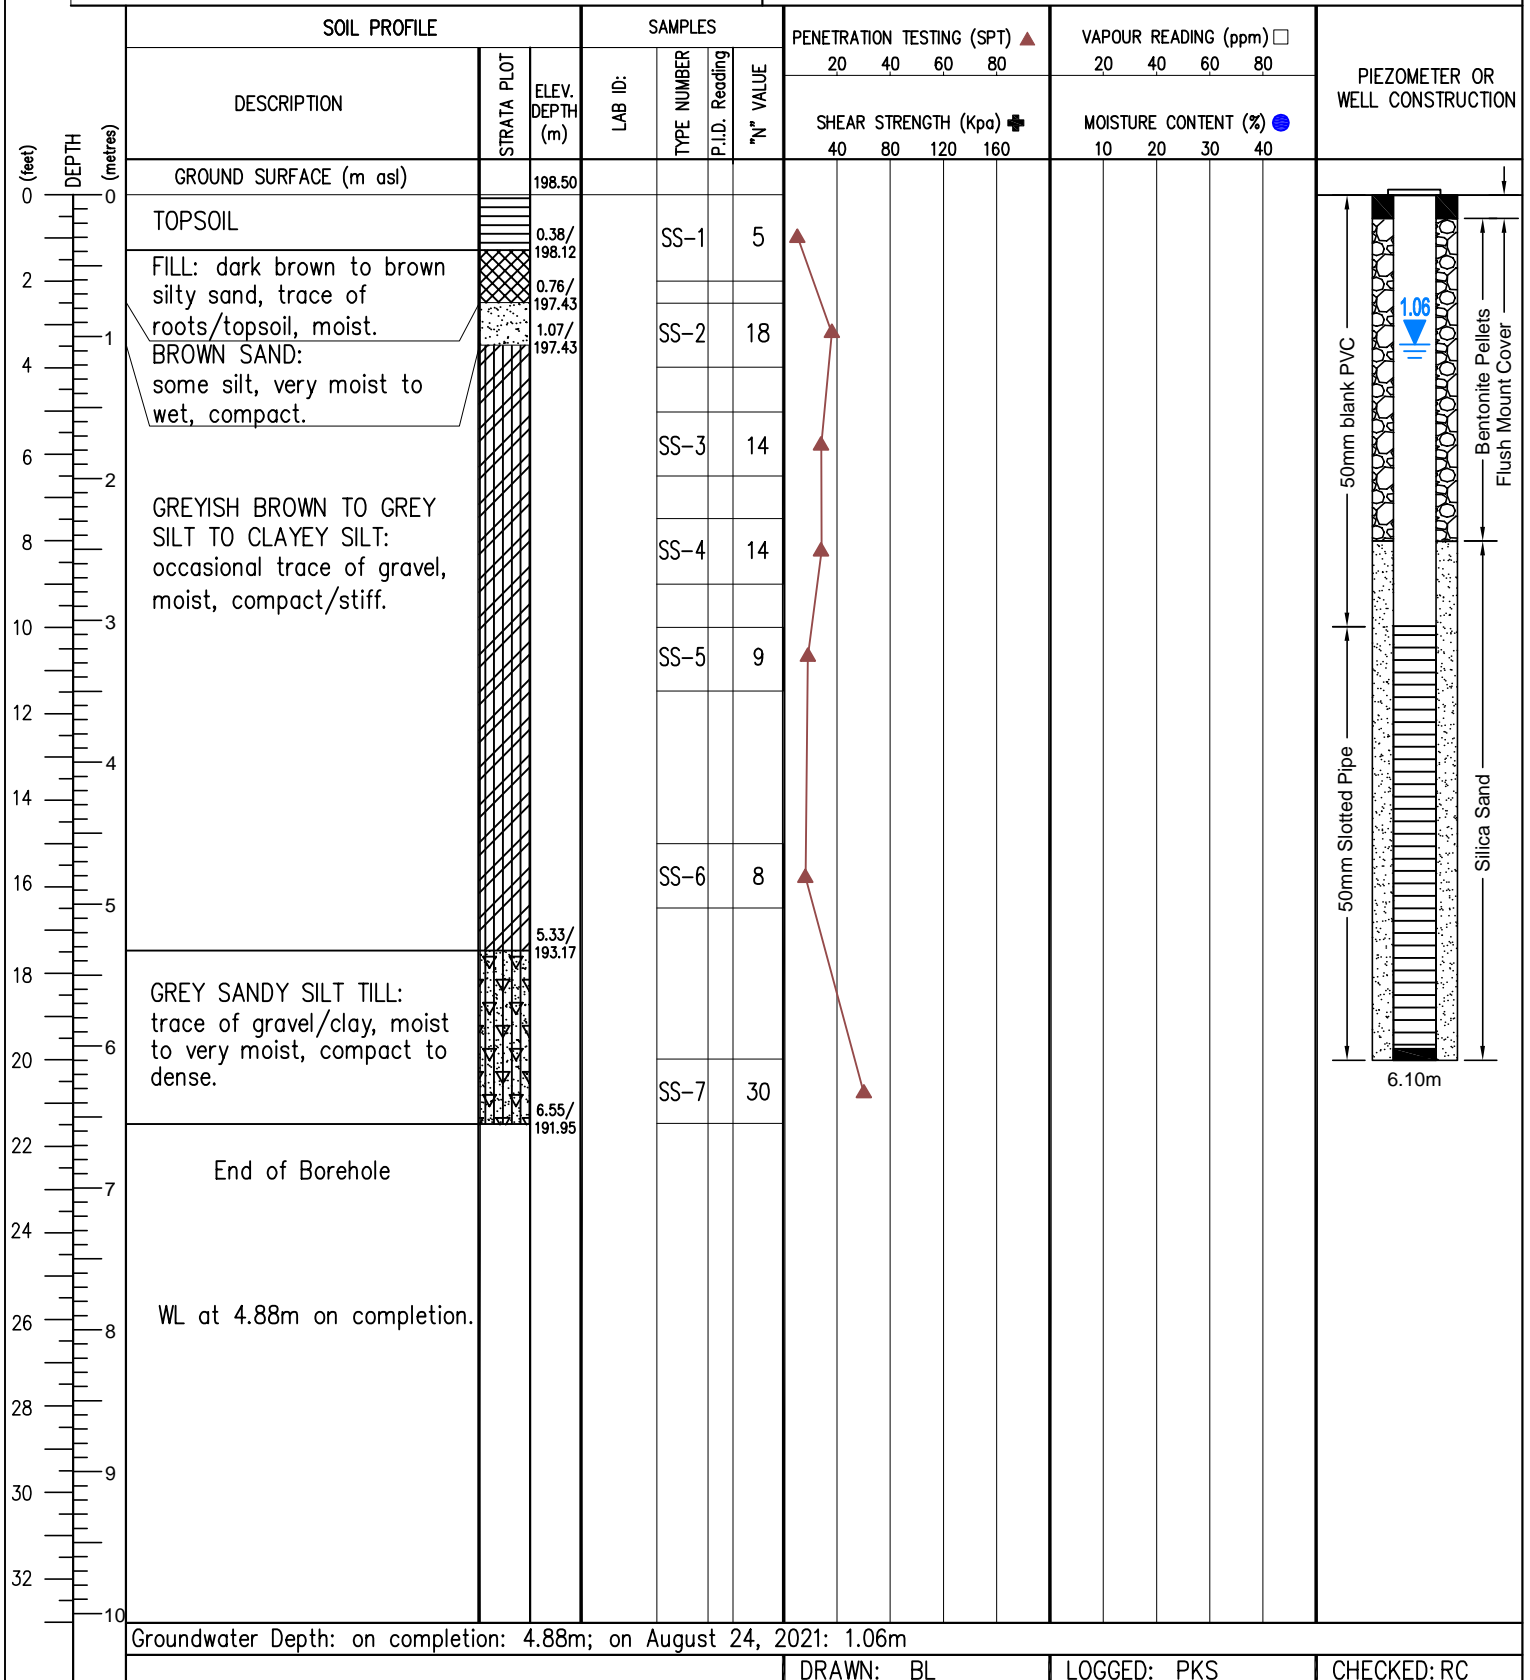 SOIL PROFILE
SAMPLES
PENETRATION TESTING (SPT)
20 40 60 80
SHEAR STRENGTH (Kpa)
40 80 120 160
VAPOUR READING (ppm)
20 40 60 80
MOISTURE CONTENT (%)
10 20 30 40
PIEZOMETER OR
WELL CONSTRUCTION
(feet)
DEPTH
(metres)
DESCRIPTION
STRATA PLOT
ELEV.
DEPTH
(m)
LAB ID:
TYPE NUMBER
P.I.D. Reading
"N" VALUE
0
2
4
6
8
10
12
14
16
18
20
22
24
26
28
30
32
0
1
2
3
4
5
6
7
8
9
10
GROUND SURFACE (m asl)
198.50
TOPSOIL
0.38/
198.12
FILL: dark brown to brown
silty sand, trace of
roots/topsoil, moist.
0.76/
197.43
BROWN SAND:
some silt, very moist to
wet, compact.
1.07/
197.43
GREYISH BROWN TO GREY
SILT TO CLAYEY SILT:
occasional trace of gravel,
moist, compact/stiff.
5.33/
193.17
GREY SANDY SILT TILL:
trace of gravel/clay, moist
to very moist, compact to
dense.
6.55/
191.95
End of Borehole
WL at 4.88m on completion.
SS-1 5
SS-2 18
SS-3 14
SS-4 14
SS-5 9
SS-6 8
SS-7 30
1.06
50mm blank PVC
Bentonite Pellets
Flush Mount Cover
50mm Slotted Pipe
Silica Sand
6.10m
Groundwater Depth: on completion: 4.88m; on August 24, 2021: 1.06m
DRAWN: BL
LOGGED: PKS
CHECKED: RC